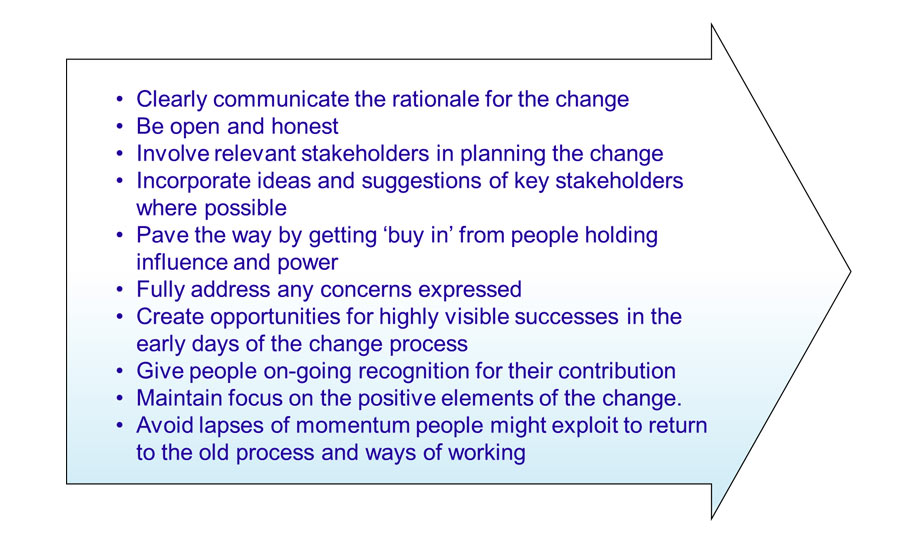 • Clearly communicate the rationale for the change
• Be open and honest
• Involve relevant stakeholders in planning the change
• Incorporate ideas and suggestions of key stakeholders
where possible
• Pave the way by getting ‘buy in’ from people holding
influence and power
• Fully address any concerns expressed
• Create opportunities for highly visible successes in the
early days of the change process
• Give people on-going recognition for their contribution
• Maintain focus on the positive elements of the change.
• Avoid lapses of momentum people might exploit to return
to the old process and ways of working